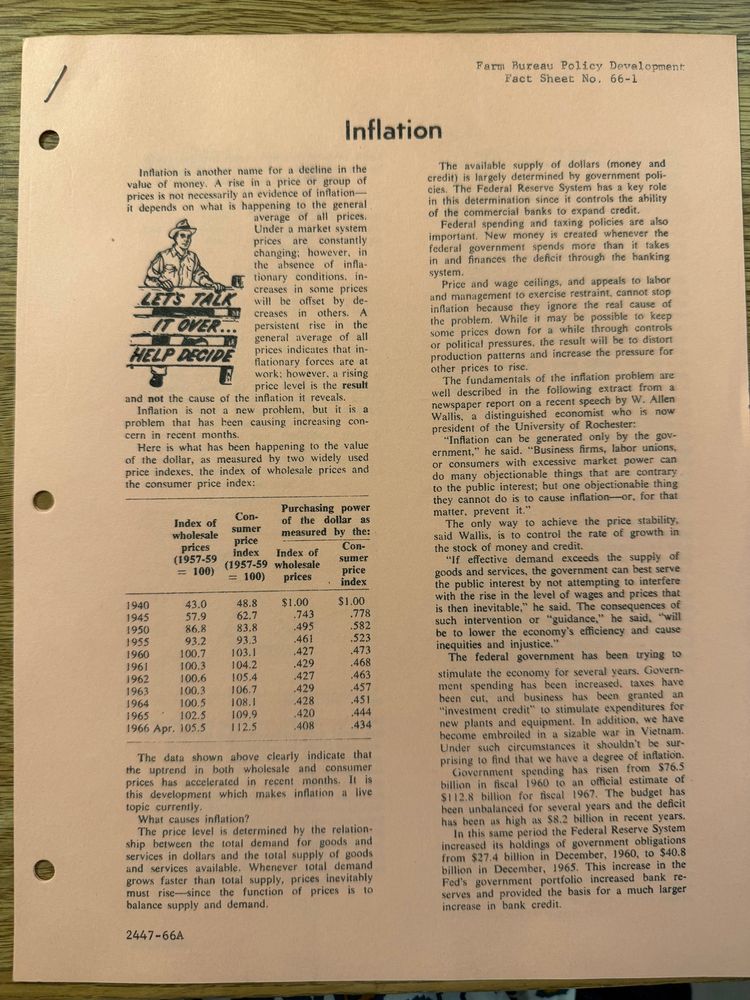 Farm Bureau Policy Development
Fact Sheet No. 66-1
Inflation
Inflation is another name for a decline in the
value of money. A rise in a price or group of
prices is not necessarily an evidence of inflation—
it depends on what is happening to the general
average of all prices.
Under a market system
prices are constantly
changing; however, in
the absence of infla-
tionary conditions, in-
creases in some prices
will be offset by de-
creases in others. A
persistent rise in the
general average of all
prices indicates that in-
flationary forces are at
work; however, a rising
price level is the result
LET'S TALK
IT OVER...
HELP DECIDE
and not the cause of the inflation it reveals.
Inflation is not a new problem, but it is a
problem that has been causing increasing con-
cern in recent months.
Here is what has been happening to the value
of the dollar, as measured by two widely used
price indexes, the index of wholesale prices and
the consumer price index:
Index of wholesale prices (1957-59 = 100)
Con-sumer price index (1957-59 = 100)
Purchasing power of the dollar as measured by the:
Index of wholesale prices
Con-sumer price index
1940 43.0 48.8 $1.00 $1.00
1945 57.9 62.7 .743 .778
1950 86.8 83.8 .495 .582
1955 93.2 93.3 .461 .523
1960 100.7 103.1 .427 .473
1961 100.3 104.2 .429 .468
1962 100.6 105.4 .427 .463
1963 100.3 106.7 .429 .457
1964 100.5 108.1 .428 .451
1965 102.5 109.9 .420 .444
1966 Apr. 105.5 112.5 .408 .434
The data shown above clearly indicate that
the uptrend in both wholesale and consumer
prices has accelerated in recent months. It is
this development which makes inflation a live
topic currently.
What causes inflation?
The price level is determined by the relation-
ship between the total demand for goods and
services in dollars and the total supply of goods
and services available. Whenever total demand
grows faster than total supply, prices inevitably
must rise—since the function of prices is to
balance supply and demand.
2447-66A
The available supply of dollars (money and
credit) is largely determined by government poli-
cies. The Federal Reserve System has a key role
in this determination since it controls the ability
of the commercial banks to expand credit.
Federal spending and taxing policies are also
important. New money is created whenever the
federal government spends more than it takes
in and finances the deficit through the banking
system.
Price and wage ceilings, and appeals to labor
and management to exercise restraint, cannot stop
inflation because they ignore the real cause of
the problem. While it may be possible to keep
some prices down for a while through controls
or political pressures, the result will be to distort
production patterns and increase the pressure for
other prices to rise.
The fundamentals of the inflation problem are
well described in the following extract from a
newspaper report on a recent speech by W. Allen
Wallis, a distinguished economist who is now
president of the University of Rochester:
"Inflation can be generated only by the gov-
ernment," he said. "Business firms, labor unions,
or consumers with excessive market power can
do many objectionable things that are contrary
to the public interest; but one objectionable thing
they cannot do is to cause inflation—or, for that
matter, prevent it."
The only way to achieve the price stability,
said Wallis, is to control the rate of growth in
the stock of money and credit.
"If effective demand exceeds the supply of
goods and services, the government can best serve
the public interest by not attempting to interfere
with the rise in the level of wages and prices that
is then inevitable," he said. The consequences of
such intervention or "guidance," he said, "will
be to lower the economy's efficiency and cause
inequities and injustice."
The federal government has been trying to
stimulate the economy for several years. Govern-
ment spending has been increased, taxes have
been cut, and business has been granted an
"investment credit" to stimulate expenditures for
new plants and equipment. In addition, we have
become embroiled in a sizable war in Vietnam.
Under such circumstances it shouldn't be sur-
prising to find that we have a degree of inflation.
Government spending has risen from $76.5
billion in fiscal 1960 to an official estimate of
$112.8 billion for fiscal 1967. The budget has
been unbalanced for several years and the deficit
has been as high as $8.2 billion in recent years.
In this same period the Federal Reserve System
increased its holdings of government obligations
from $27.4 billion in December, 1960, to $40.8
billion in December, 1965. This increase in the
Fed's government portfolio increased bank re-
serves and provided the basis for a much larger
increase in bank credit.